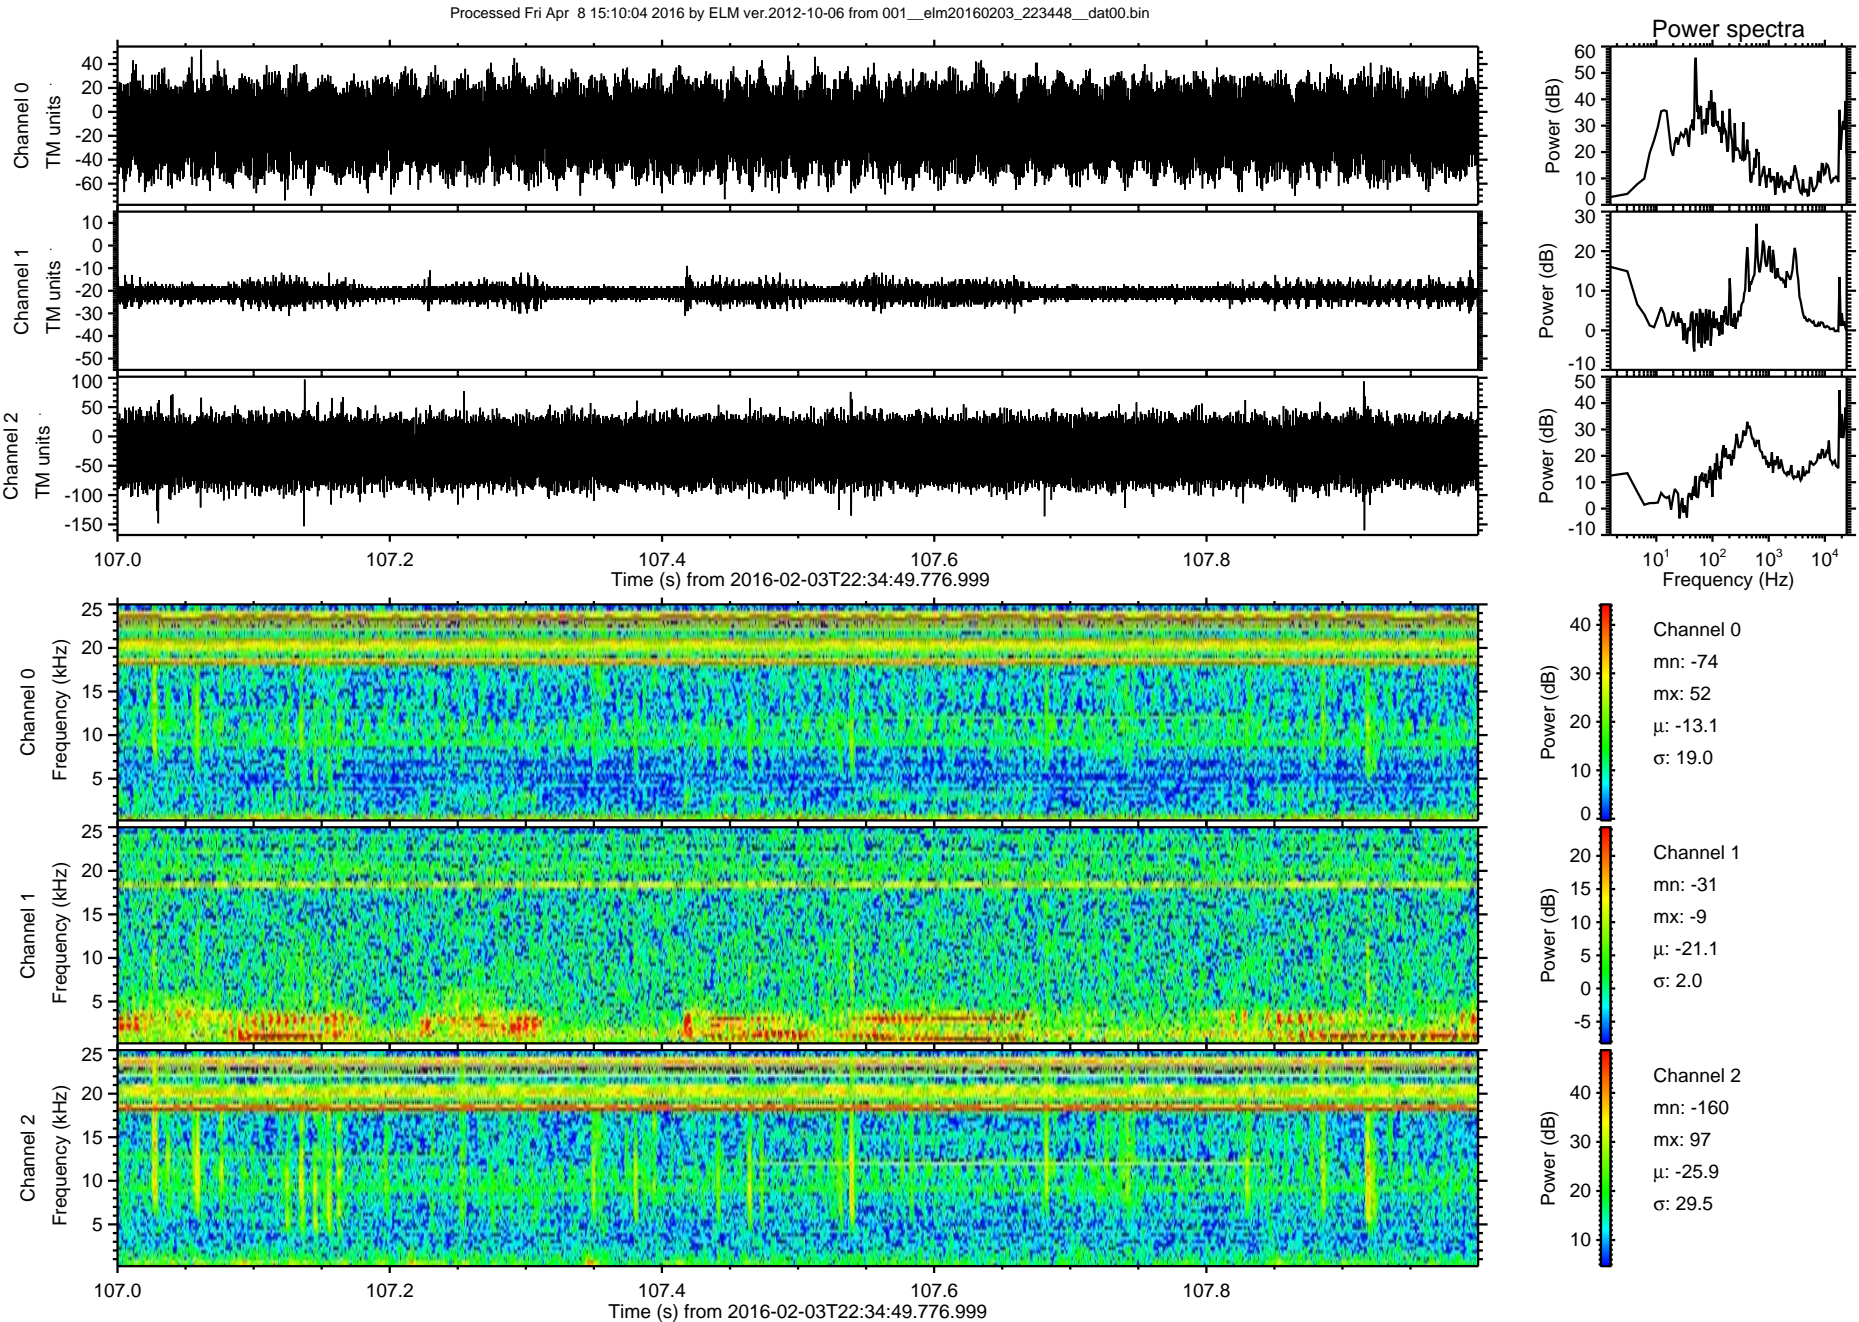 Processed Fri Apr  8 15:10:04 2016 by ELM ver.2012-10-06 from 001__elm20160203_223448__dat00.bin
Power spectra
Channel 0
TM units
40
20
0
-20
-40
-60
Power (dB)
60
50
40
30
20
10
0
Channel 1
TM units
10
0
-10
-20
-30
-40
-50
Power (dB)
30
20
10
0
-10
Channel 2
TM units
100
50
0
-50
-100
-150
Power (dB)
50
40
30
20
10
0
-10
107.0
107.2
107.4
107.6
107.8
Time (s) from 2016-02-03T22:34:49.776.999
10^1
10^2
10^3
10^4
Frequency (Hz)
Channel 0
Frequency (kHz)
25
20
15
10
5
Power (dB)
40
30
20
10
0
Channel 0
mn: -74
mx: 52
µ: -13.1
σ: 19.0
Channel 1
Frequency (kHz)
25
20
15
10
5
Power (dB)
20
15
10
5
0
-5
Channel 1
mn: -31
mx: -9
µ: -21.1
σ: 2.0
Channel 2
Frequency (kHz)
25
20
15
10
5
Power (dB)
40
30
20
10
Channel 2
mn: -160
mx: 97
µ: -25.9
σ: 29.5
107.0
107.2
107.4
107.6
107.8
Time (s) from 2016-02-03T22:34:49.776.999